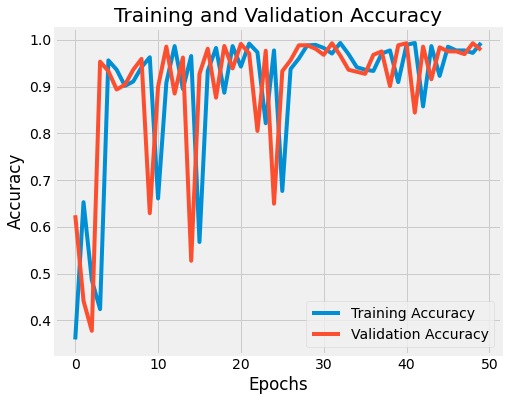 Training and Validation Accuracy
1.0
0.9
0.8
0.7
0.6
0.5
0.4
Accuracy
0
10
20
30
40
50
Epochs
Training Accuracy
Validation Accuracy